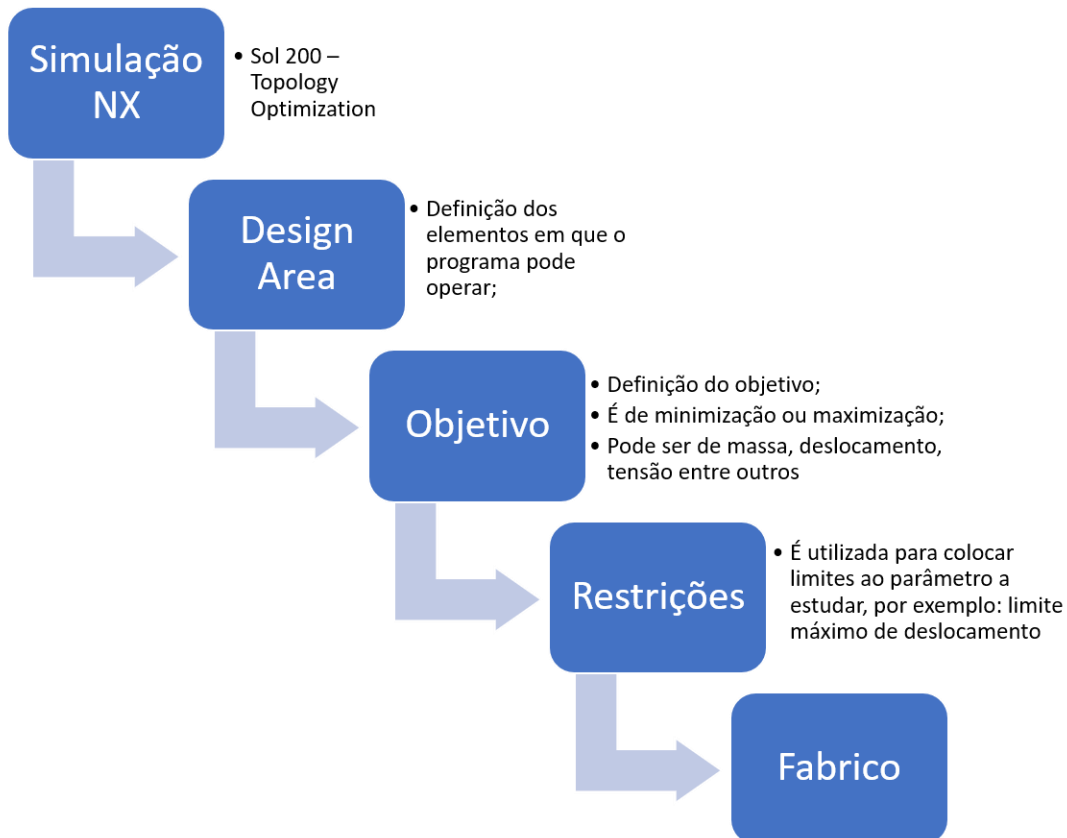 Simulação
NX
• Sol 200 –
Topology
Optimization
Design
Area
• Definição dos
elementos em que o
programa pode
operar;
Objetivo
• Definição do objetivo;
• É de minimização ou maximização;
• Pode ser de massa, deslocamento,
tensão entre outros
Restrições
• É utilizada para colocar
limites ao parâmetro a
estudar, por exemplo: limite
máximo de deslocamento
Fabrico